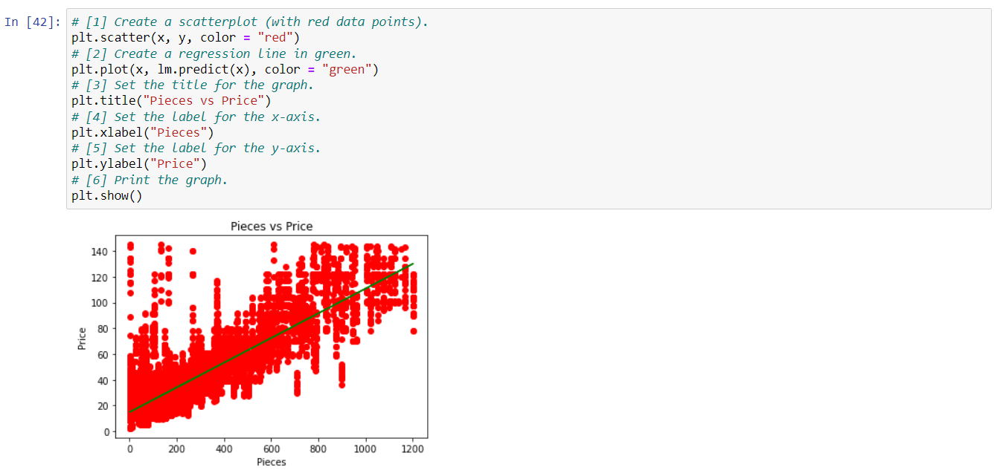 In [42]: # [1] Create a scatterplot (with red data points).
plt.scatter(x, y, color = "red")
# [2] Create a regression line in green.
plt.plot(x, lm.predict(x), color = "green")
# [3] Set the title for the graph.
plt.title("Pieces vs Price")
# [4] Set the label for the x-axis.
plt.xlabel("Pieces")
# [5] Set the label for the y-axis.
plt.ylabel("Price")
# [6] Print the graph.
plt.show()
Pieces vs Price
140
120
100
80
60
40
20
0
Price
0 200 400 600 800 1000 1200
Pieces